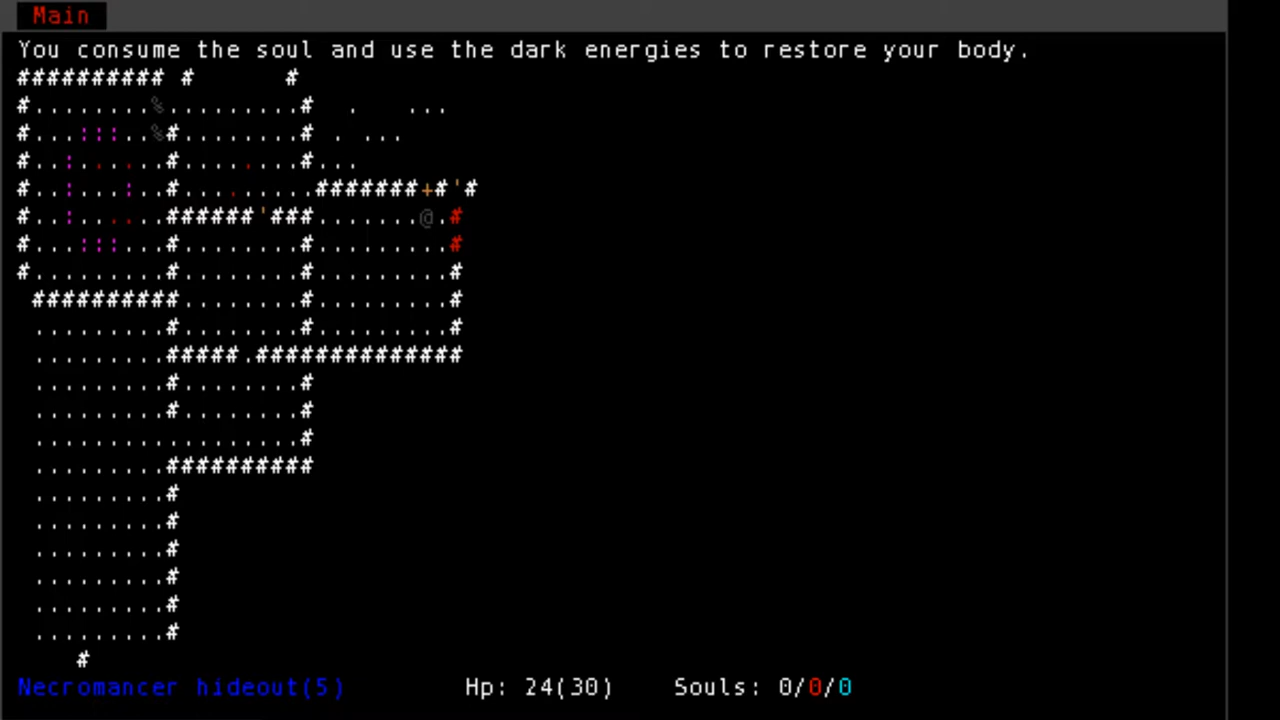 Main
You consume the soul and use the dark energies to restore your body.
Necromancer hideout(5) Hp: 24(30) Souls: 0/0/0